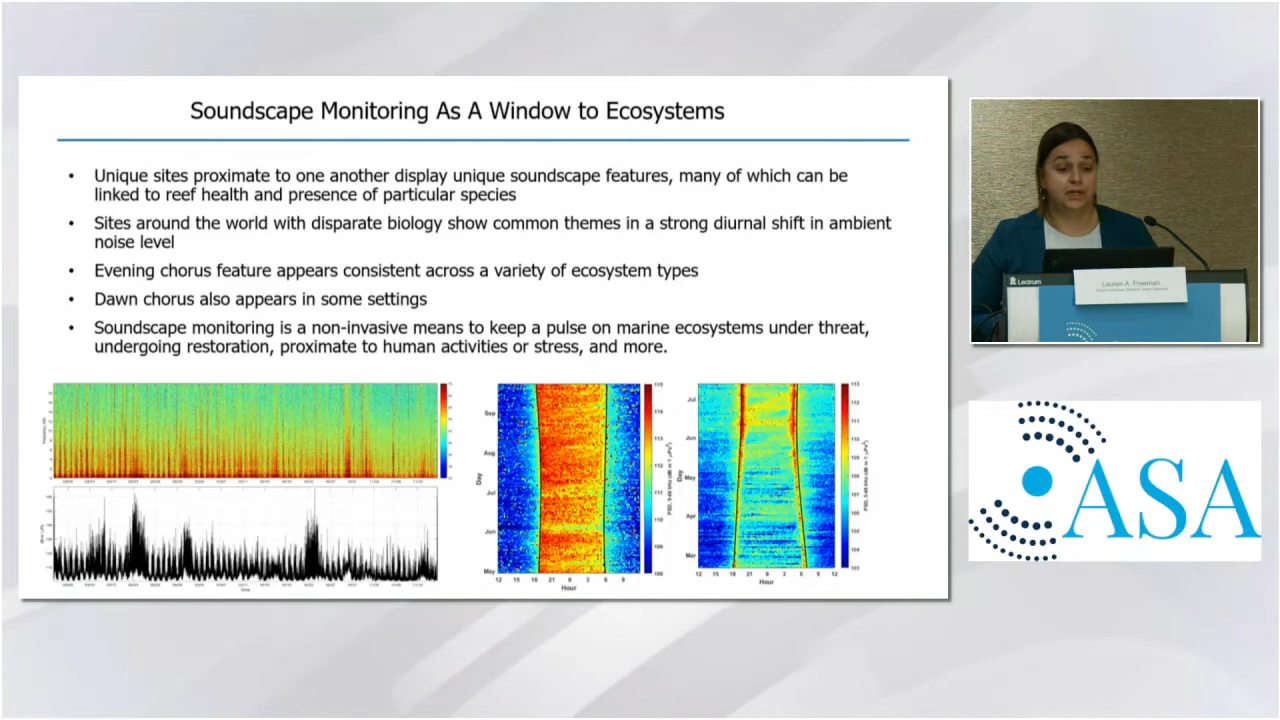 Soundscape Monitoring As A Window to Ecosystems
• Unique sites proximate to one another display unique soundscape features, many of which can be
linked to reef health and presence of particular species
• Sites around the world with disparate biology show common themes in a strong diurnal shift in ambient
noise level
• Evening chorus feature appears consistent across a variety of ecosystem types
• Dawn chorus also appears in some settings
• Soundscape monitoring is a non-invasive means to keep a pulse on marine ecosystems under threat,
undergoing restoration, proximate to human activities or stress, and more.
Sep
Aug
Jul
Jun
May
Day
12 15 18 21 0 3 6 9
Hour
115
114
113
112
111
110
109
108
Jul
Jun
May
Apr
Mar
Day
12 15 18 21 0 3 6 9 12
Hour
113
112
111
110
109
108
107
106
105
104
103
Lectrum
Lauren A. Freeman
ASA